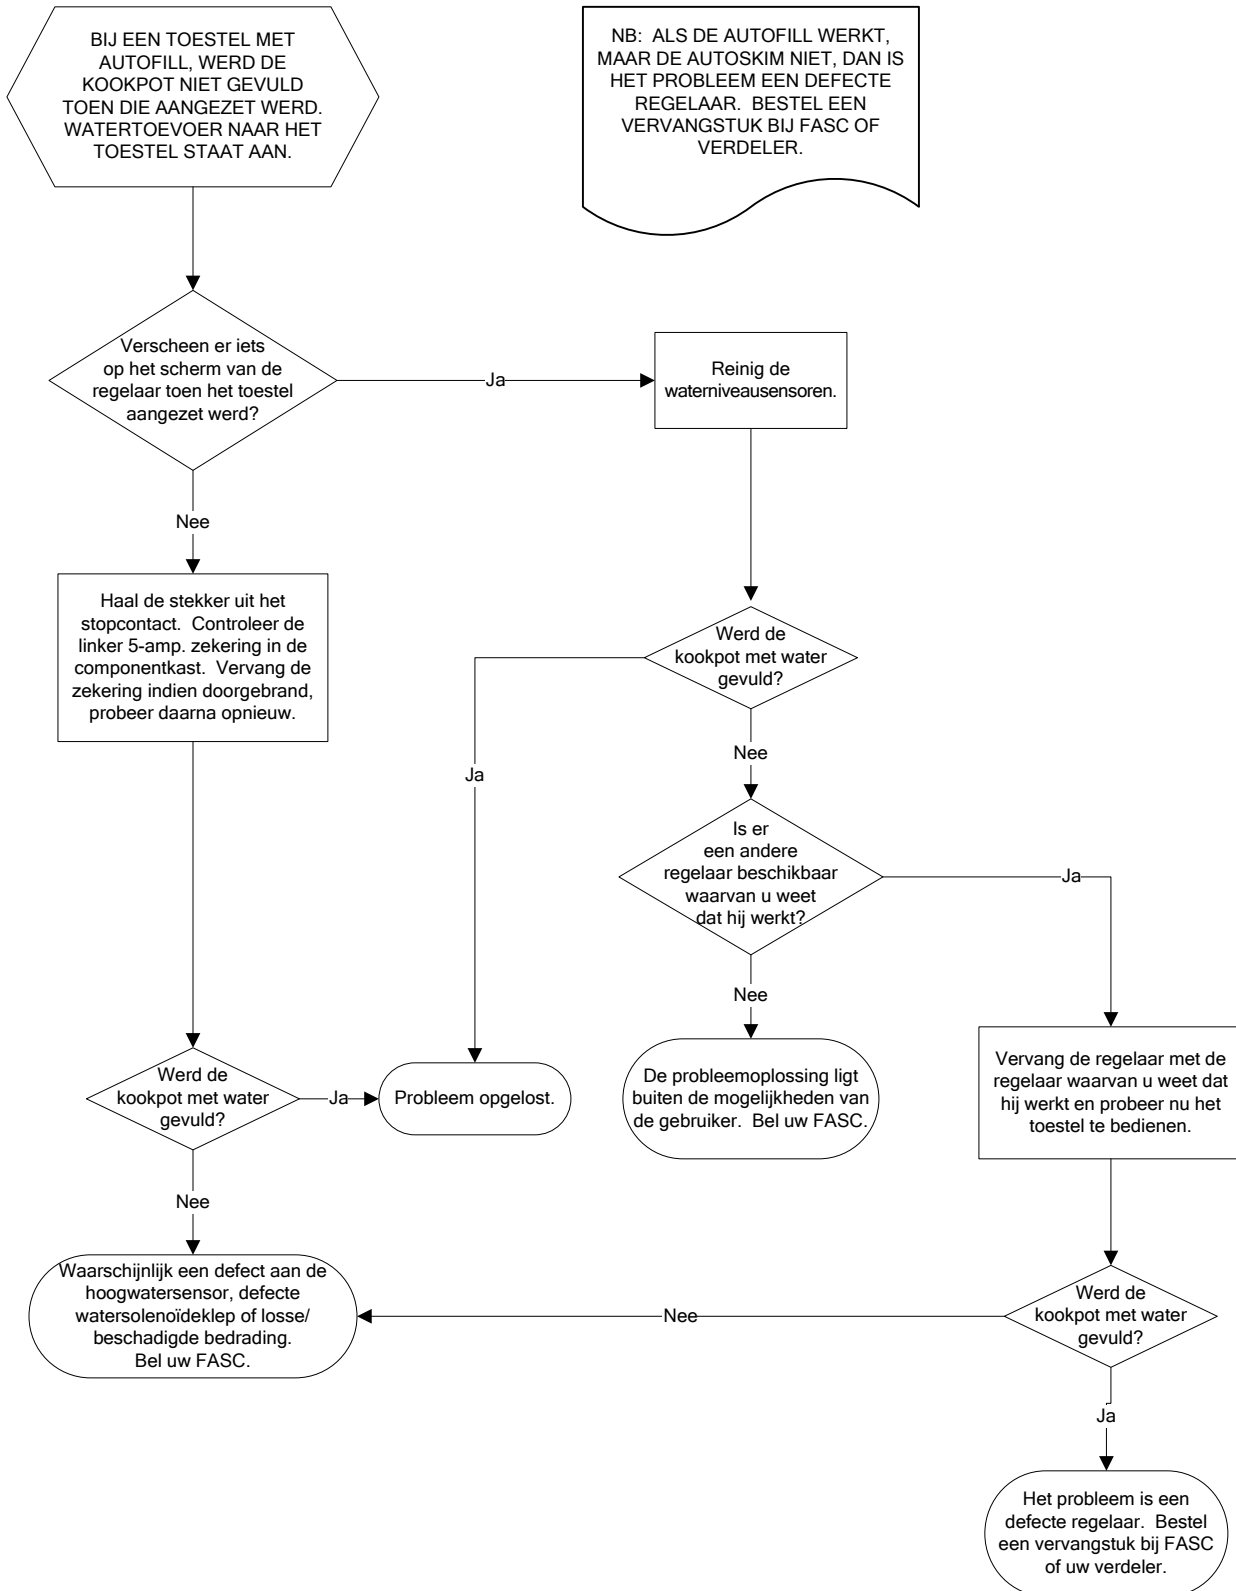 BIJ EEN TOESTEL MET
AUTOFILL, WERD DE
KOOKPOT NIET GEVULD
TOEN DIE AANGEZET WERD.
WATERTOEVOER NAAR HET
TOESTEL STAAT AAN.
NB: ALS DE AUTOFILL WERKT,
MAAR DE AUTOSKIM NIET, DAN IS
HET PROBLEEM EEN DEFECTE
REGELAAR. BESTEL EEN
VERVANGSTUK BIJ FASC OF
VERDELER.
Verscheen er iets
op het scherm van de
regelaar toen het toestel
aangezet werd?
Ja
Reinig de
waterniveausensoren.
Nee
Haal de stekker uit het
stopcontact. Controleer de
linker 5-amp. zekering in de
componentkast. Vervang de
zekering indien doorgebrand,
probeer daarna opnieuw.
Werd de
kookpot met water
gevuld?
Ja
Nee
Is er
een andere
regelaar beschikbaar
waarvan u weet
dat hij werkt?
Ja
Nee
Werd de
kookpot met water
gevuld?
Ja
Probleem opgelost.
De probleemoplossing ligt
buiten de mogelijkheden van
de gebruiker. Bel uw FASC.
Vervang de regelaar met de
regelaar waarvan u weet dat
hij werkt en probeer nu het
toestel te bedienen.
Nee
Waarschijnlijk een defect aan de
hoogwatersensor, defecte
watersolenoïdeklep of losse/
beschadigde bedrading.
Bel uw FASC.
Nee
Werd de
kookpot met water
gevuld?
Ja
Het probleem is een
defecte regelaar. Bestel
een vervangstuk bij FASC
of uw verdeler.